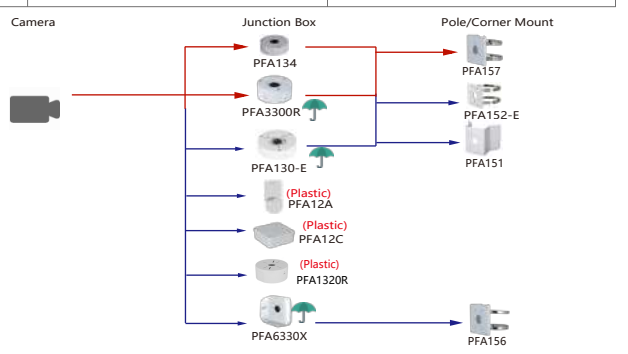 Camera
Junction Box
Pole/Corner Mount
PFA134
PFA157
PFA3300R
PFA152-E
PFA130-E
PFA151
(Plastic)
PFA12A
(Plastic)
PFA12C
(Plastic)
PFA1320R
PFA6330X
PFA156